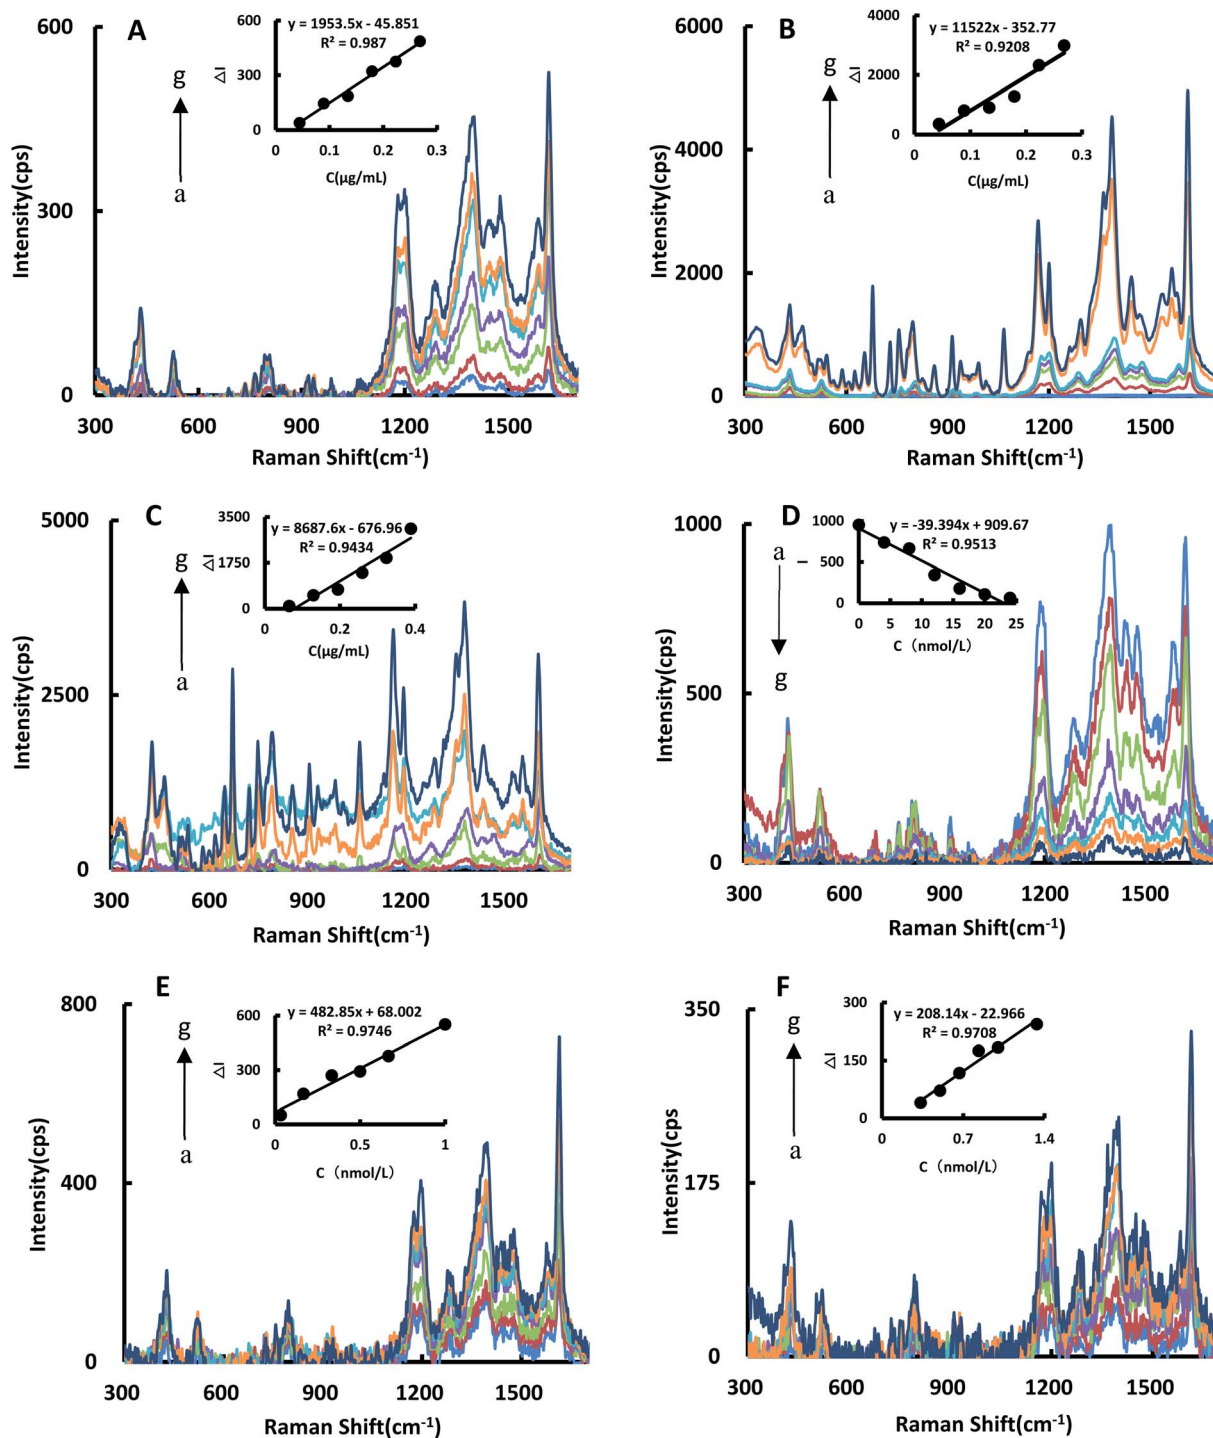 A
y = 1953.5x - 45.851
R² = 0.987
600
300
0
△I
0 0.1 0.2 0.3
C(μg/mL)
g
a
600
300
0
Intensity(cps)
300 600 900 1200 1500
Raman Shift(cm⁻¹)
B
y = 11522x - 352.77
R² = 0.9208
4000
2000
0
△I
0 0.1 0.2 0.3
C(μg/mL)
g
a
6000
4000
2000
0
Intensity(cps)
300 600 900 1200 1500
Raman Shift(cm⁻¹)
C
y = 8687.6x - 676.96
R² = 0.9434
3500
1750
0
△I
0 0.2 0.4
C(μg/mL)
g
a
5000
2500
0
Intensity(cps)
300 600 900 1200 1500
Raman Shift(cm⁻¹)
D
y = -39.394x + 909.67
R² = 0.9513
1000
500
0
I
0 5 10 15 20 25
C（nmol/L）
a
g
1000
500
0
Intensity(cps)
300 600 900 1200 1500
Raman Shift(cm⁻¹)
E
y = 482.85x + 68.002
R² = 0.9746
600
300
0
△I
0 0.5 1
C（nmol/L）
g
a
800
400
0
Intensity(cps)
300 600 900 1200 1500
Raman Shift(cm⁻¹)
F
y = 208.14x - 22.966
R² = 0.9708
300
150
0
△I
0 0.7 1.4
C（nmol/L）
g
a
350
175
0
Intensity(cps
300 600 900 1200 1500
Raman Shift(cm⁻¹)